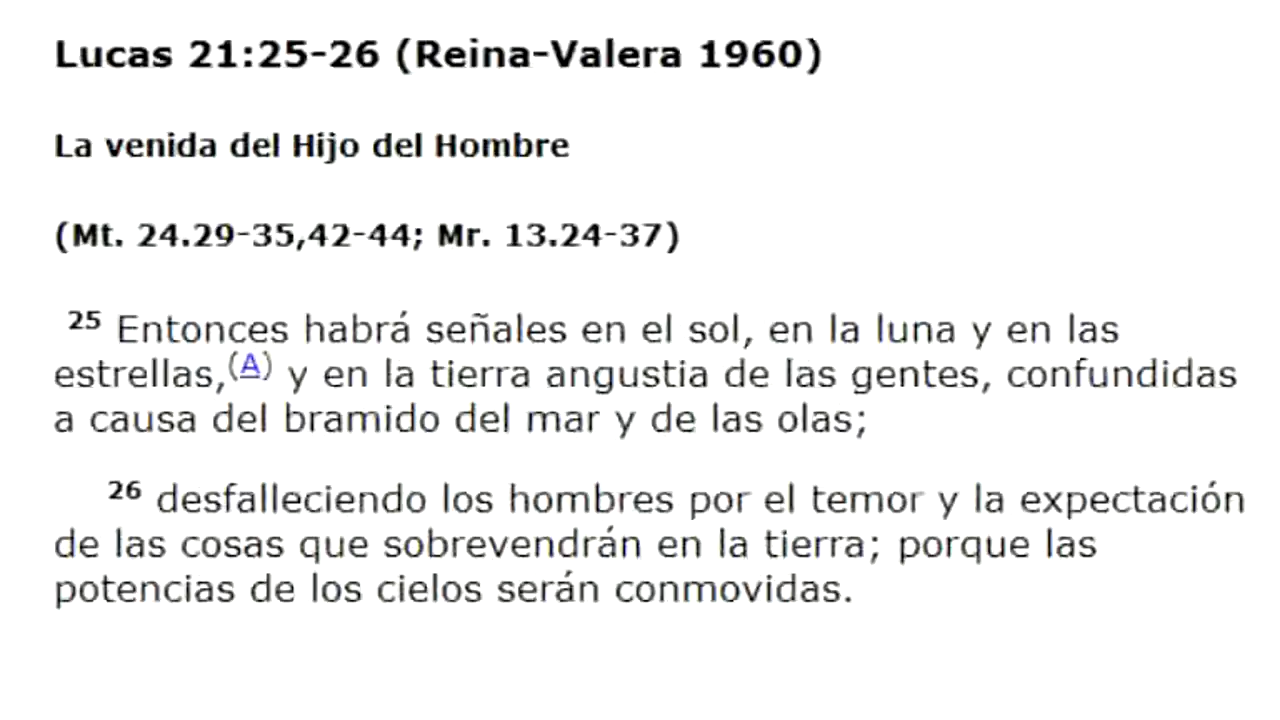 Lucas 21:25-26 (Reina-Valera 1960)
La venida del Hijo del Hombre
(Mt. 24.29-35,42-44; Mr. 13.24-37)
25 Entonces habrá señales en el sol, en la luna y en las
estrellas,(A) y en la tierra angustia de las gentes, confundidas
a causa del bramido del mar y de las olas;
26 desfalleciendo los hombres por el temor y la expectación
de las cosas que sobrevendrán en la tierra; porque las
potencias de los cielos serán conmovidas.